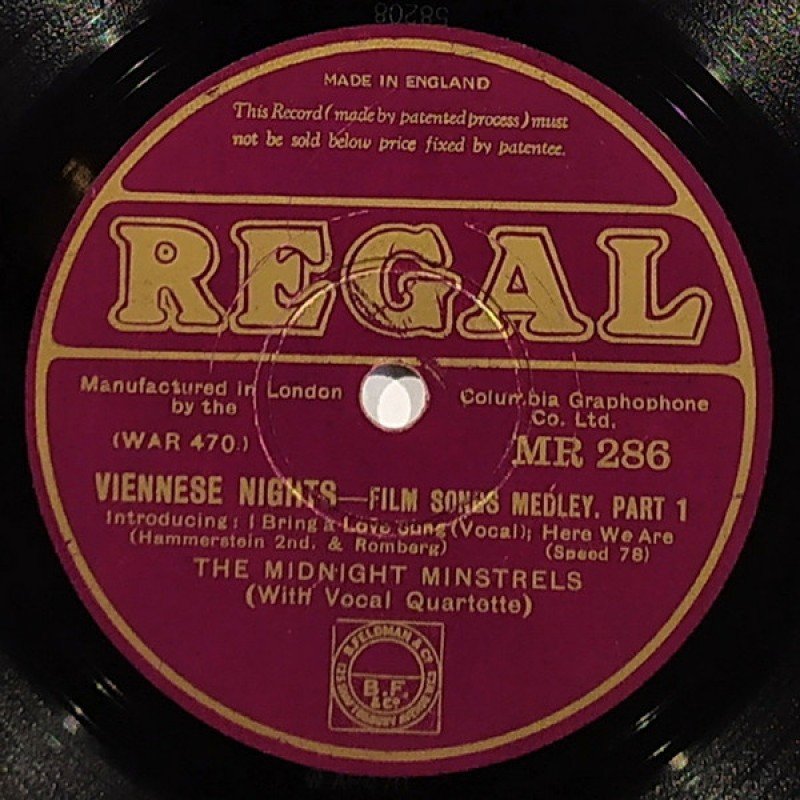 58208
MADE IN ENGLAND
This Record (made by patented process) must
not be sold below price fixed by patentee.
REGAL
Manufactured in London
by the
Columbia Graphophone
Co. Ltd.
(WAR 470.)
MR 286
VIENNESE NIGHTS—FILM SONGS MEDLEY. PART 1
Introducing: I Bring a Love Song (Vocal); Here We Are
(Hammerstein 2nd. & Romberg) (Speed 78)
THE MIDNIGHT MINSTRELS
(With Vocal Quartette)
B. FELDMAN & Co
B.F.
& Co.